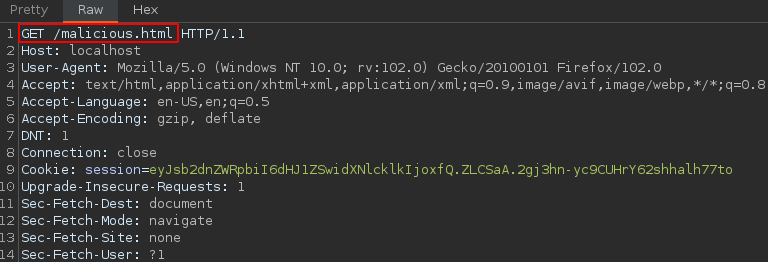 Pretty Raw Hex
1 GET /malicious.html HTTP/1.1
2 Host: localhost
3 User-Agent: Mozilla/5.0 (Windows NT 10.0; rv:102.0) Gecko/20100101 Firefox/102.0
4 Accept: text/html,application/xhtml+xml,application/xml;q=0.9,image/avif,image/webp,*/*;q=0.8
5 Accept-Language: en-US,en;q=0.5
6 Accept-Encoding: gzip, deflate
7 DNT: 1
8 Connection: close
9 Cookie: session=eyJsb2dnZWRpbiI6dHJ1ZSwidXNlcklkIjoxfQ.ZLCSaA.2gj3hn-yc9CUHrY62shhalh77to
10 Upgrade-Insecure-Requests: 1
11 Sec-Fetch-Dest: document
12 Sec-Fetch-Mode: navigate
13 Sec-Fetch-Site: none
14 Sec-Fetch-User: ?1